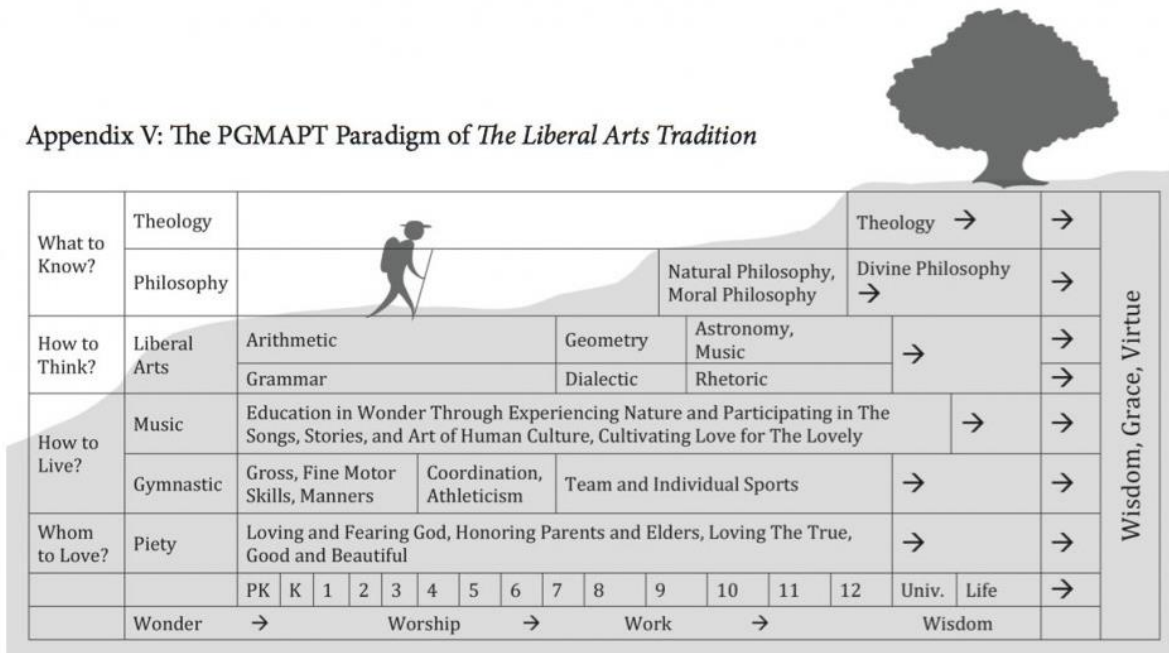 Appendix V: The PGMAPT Paradigm of The Liberal Arts Tradition
What to
Know?
Theology
Theology →
→
Philosophy
Natural Philosophy,
Moral Philosophy
Divine Philosophy
→
→
How to
Think?
Liberal
Arts
Arithmetic
Geometry
Astronomy,
Music
→
→
Grammar
Dialectic
Rhetoric
→
How to
Live?
Music
Education in Wonder Through Experiencing Nature and Participating in The
Songs, Stories, and Art of Human Culture, Cultivating Love for The Lovely
→
→
Gymnastic
Gross, Fine Motor
Skills, Manners
Coordination,
Athleticism
Team and Individual Sports
→
→
Whom
to Love?
Piety
Loving and Fearing God, Honoring Parents and Elders, Loving The True,
Good and Beautiful
→
→
PK K 1 2 3 4 5 6 7 8 9 10 11 12 Univ. Life →
Wonder → Worship → Work → Wisdom
Wisdom, Grace, Virtue